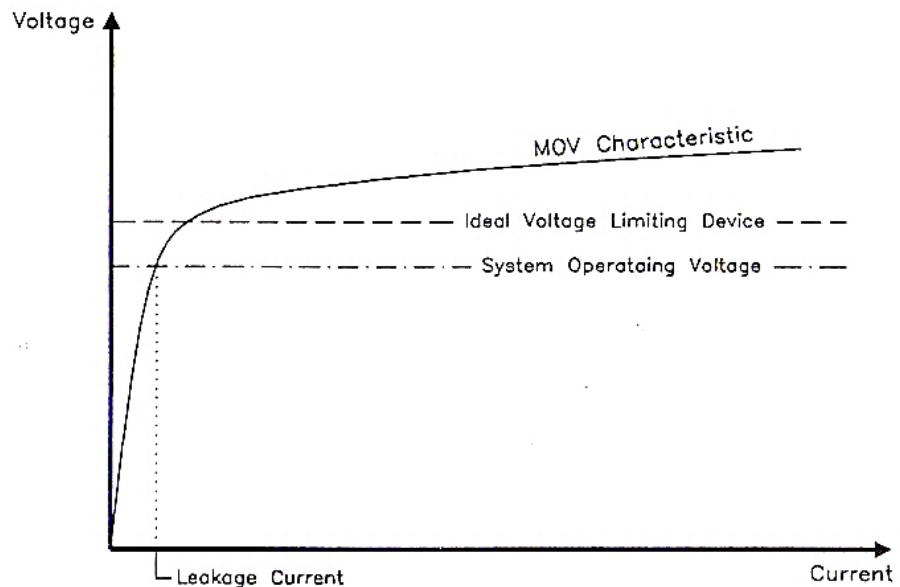 Voltage
MOV Characteristic
Ideal Voltage Limiting Device
System Operataing Voltage
Leakage Current
Current